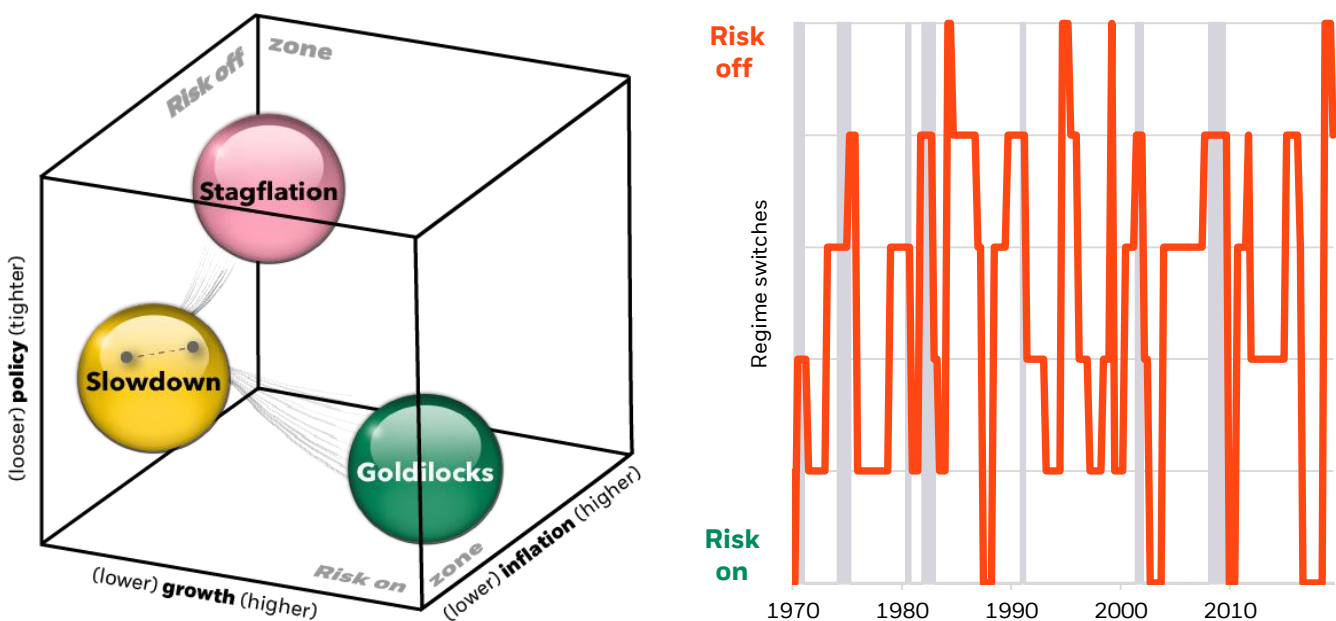 Risk off zone
Stagflation
Slowdown
Goldilocks
Risk on zone
(looser) policy (tighter)
(lower) growth (higher)
(lower) inflation (higher)
Risk
off
Regime switches
Risk
on
1970 1980 1990 2000 2010